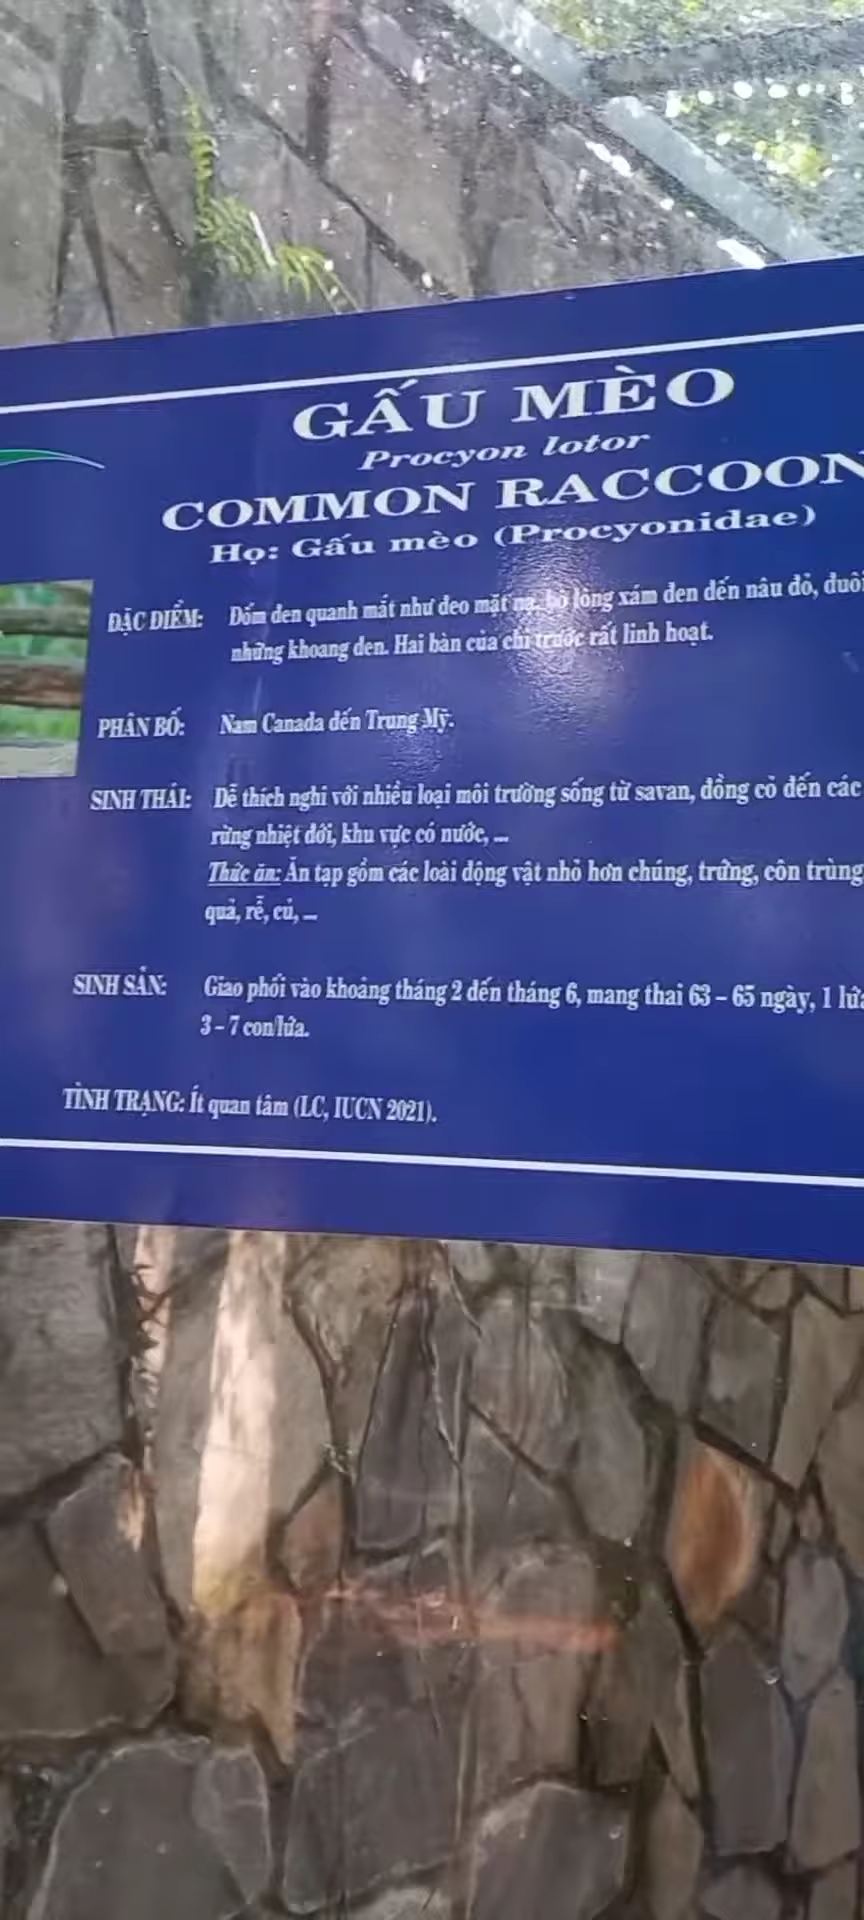 GẤU MÈO
Procyon lotor
COMMON RACCOON
Họ: Gấu mèo (Procyonidae)
ĐẶC ĐIỂM: Đốm đen quanh mắt như đeo mặt nạ, bộ lông xám đen đến nâu đỏ, đuôi
những khoang đen. Hai bàn của chi trước rất linh hoạt.
PHÂN BỐ: Nam Canada đến Trung Mỹ.
SINH THÁI: Dễ thích nghi với nhiều loại môi trường sống từ savan, đồng cỏ đến các
rừng nhiệt đới, khu vực có nước, ...
Thức ăn: Ăn tạp gồm các loài động vật nhỏ hơn chúng, trứng, côn trùng
quả, rễ, củ, ...
SINH SẢN: Giao phối vào khoảng tháng 2 đến tháng 6, mang thai 63 – 65 ngày, 1 lứa
3 – 7 con/lứa.
TÌNH TRẠNG: Ít quan tâm (LC, IUCN 2021).